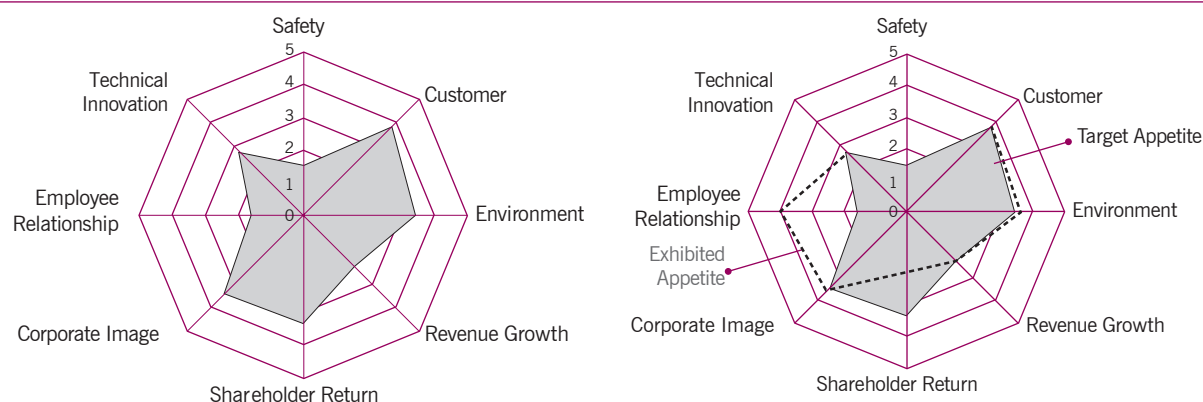 Safety
5
4
3
2
1
0
Technical
Innovation
Customer
Employee
Relationship
Environment
Corporate Image
Revenue Growth
Shareholder Return
Safety
5
4
3
2
1
0
Technical
Innovation
Customer
Target Appetite
Employee
Relationship
Environment
Exhibited
Appetite
Corporate Image
Revenue Growth
Shareholder Return